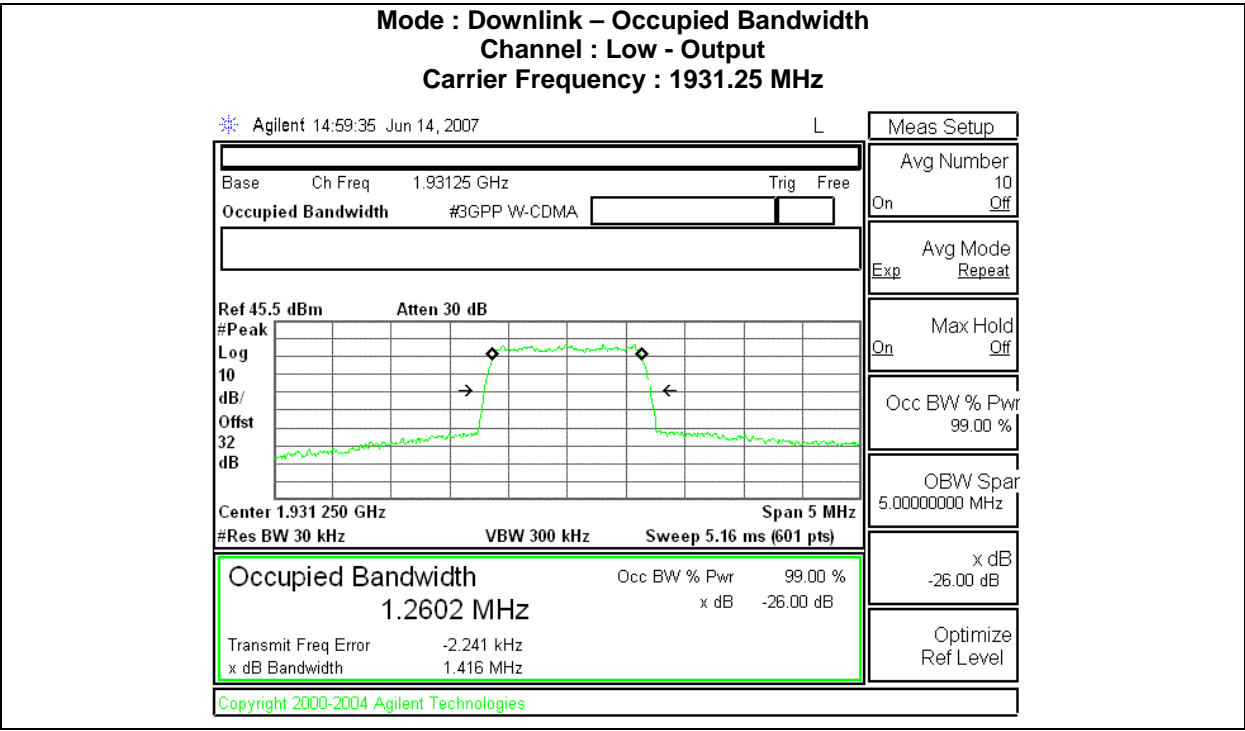 Mode : Downlink – Occupied Bandwidth
Channel : Low - Output
Carrier Frequency : 1931.25 MHz
Agilent 14:59:35 Jun 14, 2007 L
Meas Setup
Base Ch Freq 1.93125 GHz Trig Free
Occupied Bandwidth #3GPP W-CDMA
Avg Number
10
On Off
Avg Mode
Exp Repeat
Max Hold
On Off
Occ BW % Pwr
99.00 %
OBW Span
5.00000000 MHz
x dB
-26.00 dB
Optimize
Ref Level
Ref 45.5 dBm Atten 30 dB
#Peak
Log
10
dB/
Offst
32
dB
Center 1.931 250 GHz Span 5 MHz
#Res BW 30 kHz VBW 300 kHz Sweep 5.16 ms (601 pts)
Occupied Bandwidth Occ BW % Pwr 99.00 %
1.2602 MHz x dB -26.00 dB
Transmit Freq Error -2.241 kHz
x dB Bandwidth 1.416 MHz
Copyright 2000-2004 Agilent Technologies